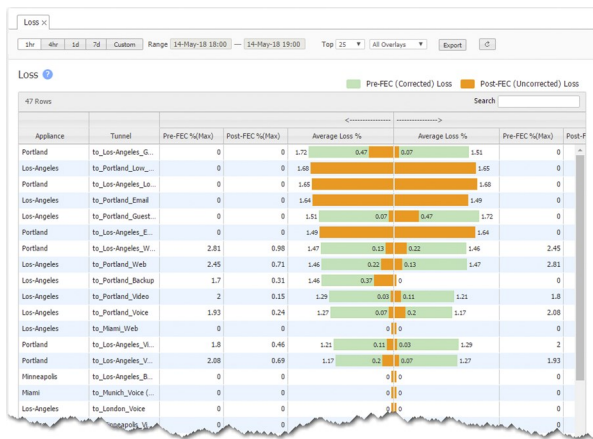 Loss ×
1hr 4hr 1d 7d Custom Range 14-May-18 18:00 — 14-May-18 19:00 Top 25 All Overlays Export
Loss ?
Pre-FEC (Corrected) Loss Post-FEC (Uncorrected) Loss
47 Rows Search
<---------------- ---------------->
Appliance Tunnel Pre-FEC %(Max) Post-FEC %(Max) Average Loss % Average Loss % Pre-FEC %(Max) Post-F
Portland to_Los-Angeles_G... 0 0 1.72 0.47 0.07 1.51 0
Los-Angeles to_Portland_Low_... 0 0 1.68 1.65 0
Portland to_Los-Angeles_Lo... 0 0 1.65 1.68 0
Los-Angeles to_Portland_Email 0 0 1.64 1.49 0
Los-Angeles to_Portland_Guest... 0 0 1.51 0.07 0.47 1.72 0
Portland to_Los-Angeles_E... 0 0 1.49 1.64 0
Portland to_Los-Angeles_W... 2.81 0.98 1.47 0.13 0.22 1.46 2.45
Los-Angeles to_Portland_Web 2.45 0.71 1.46 0.22 0.13 1.47 2.81
Los-Angeles to_Portland_Backup 1.7 0.31 1.46 0.37 0 0
Los-Angeles to_Portland_Video 2 0.15 1.29 0.03 0.11 1.21 1.8
Los-Angeles to_Portland_Voice 1.93 0.24 1.27 0.07 0.2 1.17 2.08
Los-Angeles to_Miami_Web 0 0 0 0 0
Portland to_Los-Angeles_Vi... 1.8 0.46 1.21 0.11 0.03 1.29 2
Portland to_Los-Angeles_V... 2.08 0.69 1.17 0.2 0.07 1.27 1.93
Minneapolis to_Los-Angeles_B... 0 0 0 0 0
Miami to_Munich_Voice (... 0 0 0 0 0
Los-Angeles to_London_Voice 0 0 0 0 0